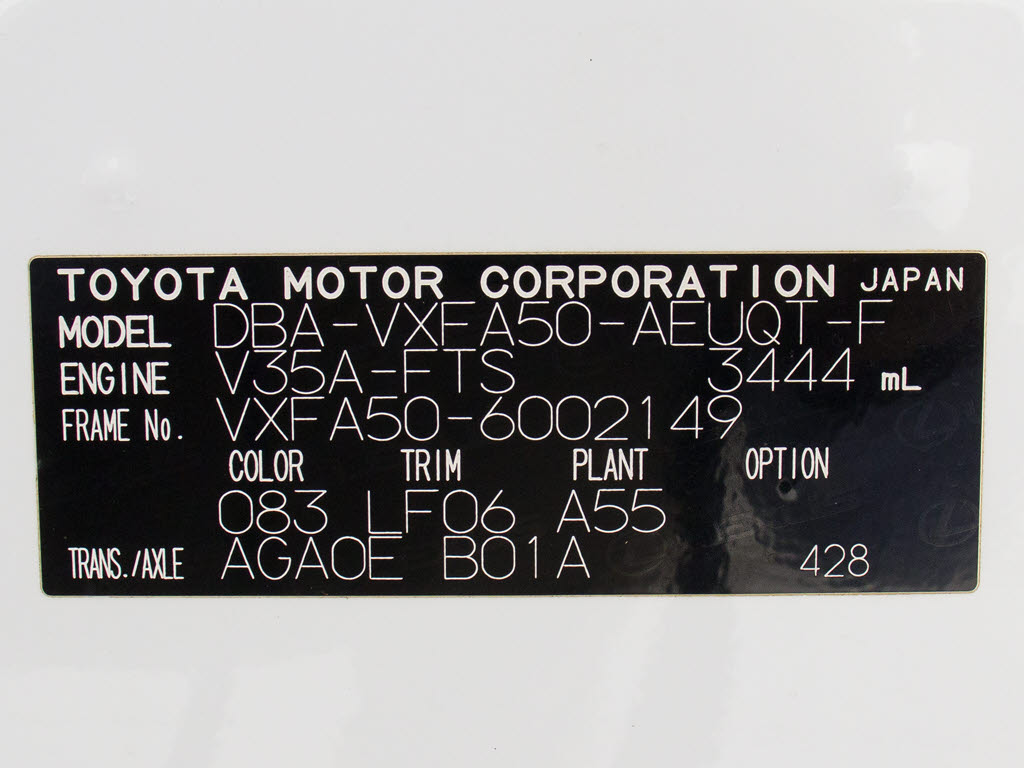 TOYOTA MOTOR CORPORATION JAPAN
MODEL DBA-VXFA50-AEUQT-F
ENGINE V35A-FTS 3444 mL
FRAME No. VXFA50-6002149
COLOR TRIM PLANT OPTION
083 LF06 A55
TRANS./AXLE AGA0E B01A 428